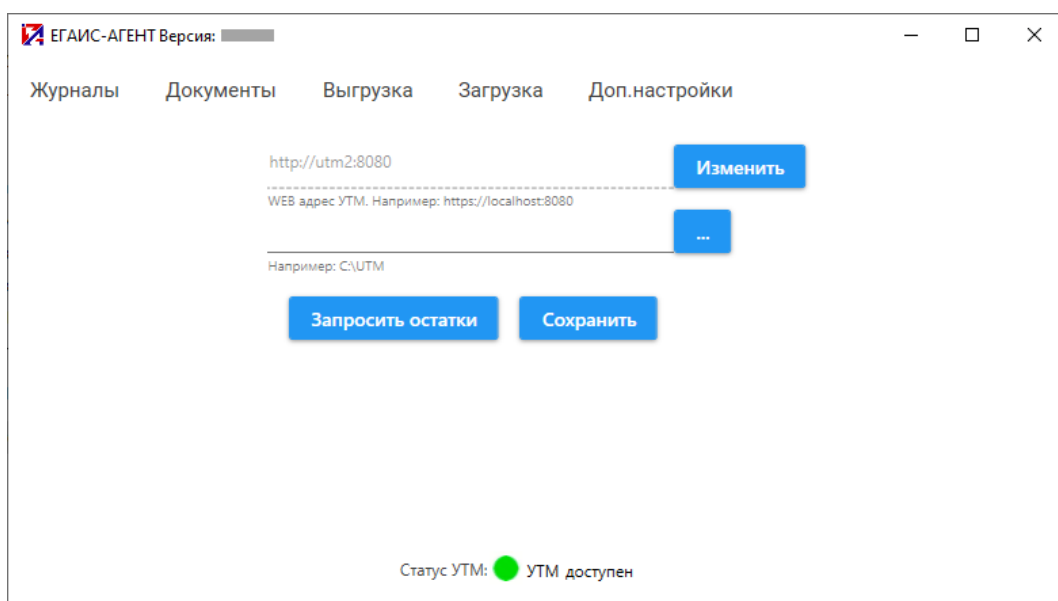 ЕГАИС-АГЕНТ Версия:
Журналы Документы Выгрузка Загрузка Доп.настройки
http://utm2:8080 Изменить
WEB адрес УТМ. Например: https://localhost:8080
...
Например: C:\UTM
Запросить остатки Сохранить
Статус УТМ: УТМ доступен